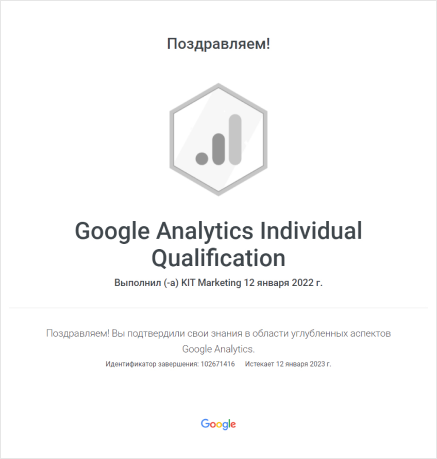 Поздравляем!
Google Analytics Individual
Qualification
Выполнил (-а) KIT Marketing 12 января 2022 г.
Поздравляем! Вы подтвердили свои знания в области углубленных аспектов
Google Analytics.
Идентификатор завершения: 102671416 Истекает 12 января 2023 г.
Google